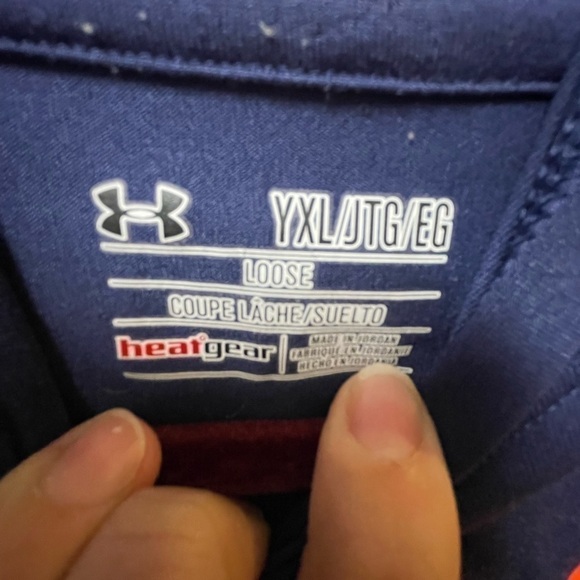 YXL/JTG/EG
LOOSE
COUPE LÂCHE/SUELTO
heatgear
MADE IN JORDAN
FABRIQUÉ EN JORDANIE
HECHO EN JORDANIA